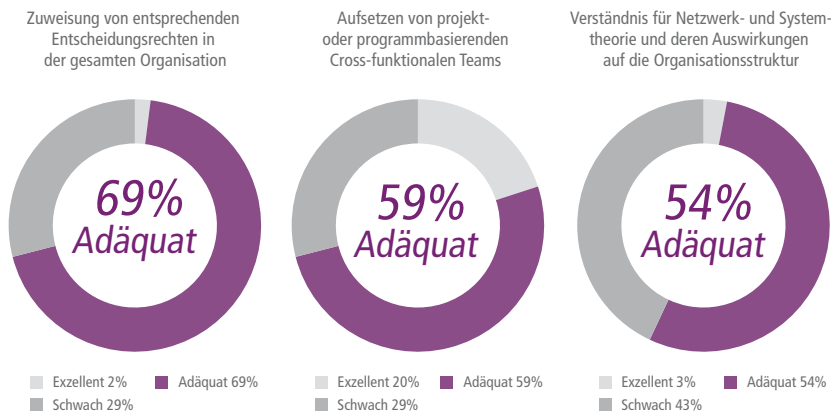 Zuweisung von entsprechenden
Entscheidungsrechten in
der gesamten Organisation
69%
Adäquat
Exzellent 2%
Adäquat 69%
Schwach 29%
Aufsetzen von projekt-
oder programmbasierenden
Cross-funktionalen Teams
59%
Adäquat
Exzellent 20%
Adäquat 59%
Schwach 29%
Verständnis für Netzwerk- und System-
theorie und deren Auswirkungen
auf die Organisationsstruktur
54%
Adäquat
Exzellent 3%
Adäquat 54%
Schwach 43%